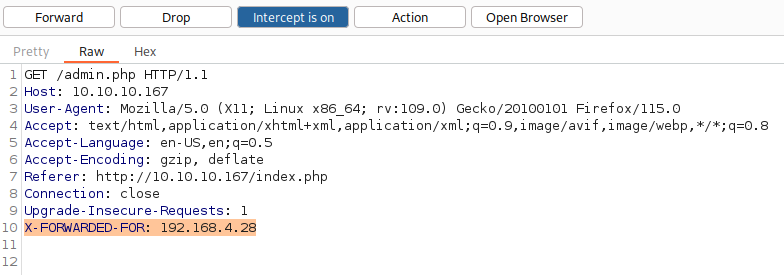 Forward Drop Intercept is on Action Open Browser
Pretty Raw Hex
1 GET /admin.php HTTP/1.1
2 Host: 10.10.10.167
3 User-Agent: Mozilla/5.0 (X11; Linux x86_64; rv:109.0) Gecko/20100101 Firefox/115.0
4 Accept: text/html,application/xhtml+xml,application/xml;q=0.9,image/avif,image/webp,*/*;q=0.8
5 Accept-Language: en-US,en;q=0.5
6 Accept-Encoding: gzip, deflate
7 Referer: http://10.10.10.167/index.php
8 Connection: close
9 Upgrade-Insecure-Requests: 1
10 X-FORWARDED-FOR: 192.168.4.28
11
12